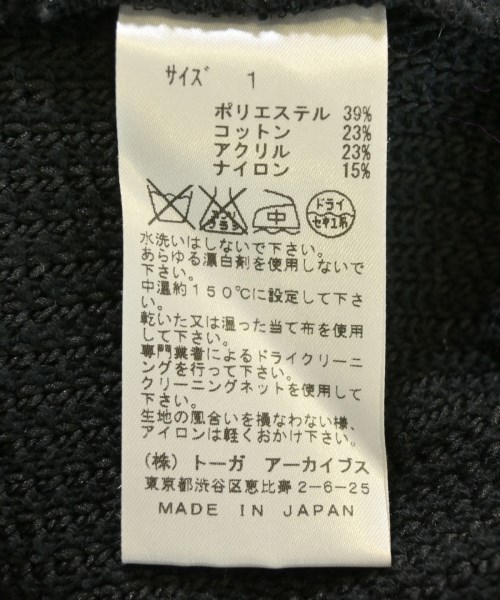 サイズ 1
ポリエステル 39%
コットン 23%
アクリル 23%
ナイロン 15%
エンソ サラシ 中 ドライ セキユ系
水洗いはしないで下さい。
あらゆる漂白剤を使用しないで
下さい。
中温約150℃に設定して下さ
い。
乾いた又は湿った当て布を使用
して下さい。
専門業者によるドライクリーニ
ングを行って下さい。
クリーニングネットを使用して
下さい。
生地の風合いを損なわない様、
アイロンは軽くおかけ下さい。
(株) トーガ アーカイブス
東京都渋谷区恵比寿2-6-25
MADE IN JAPAN